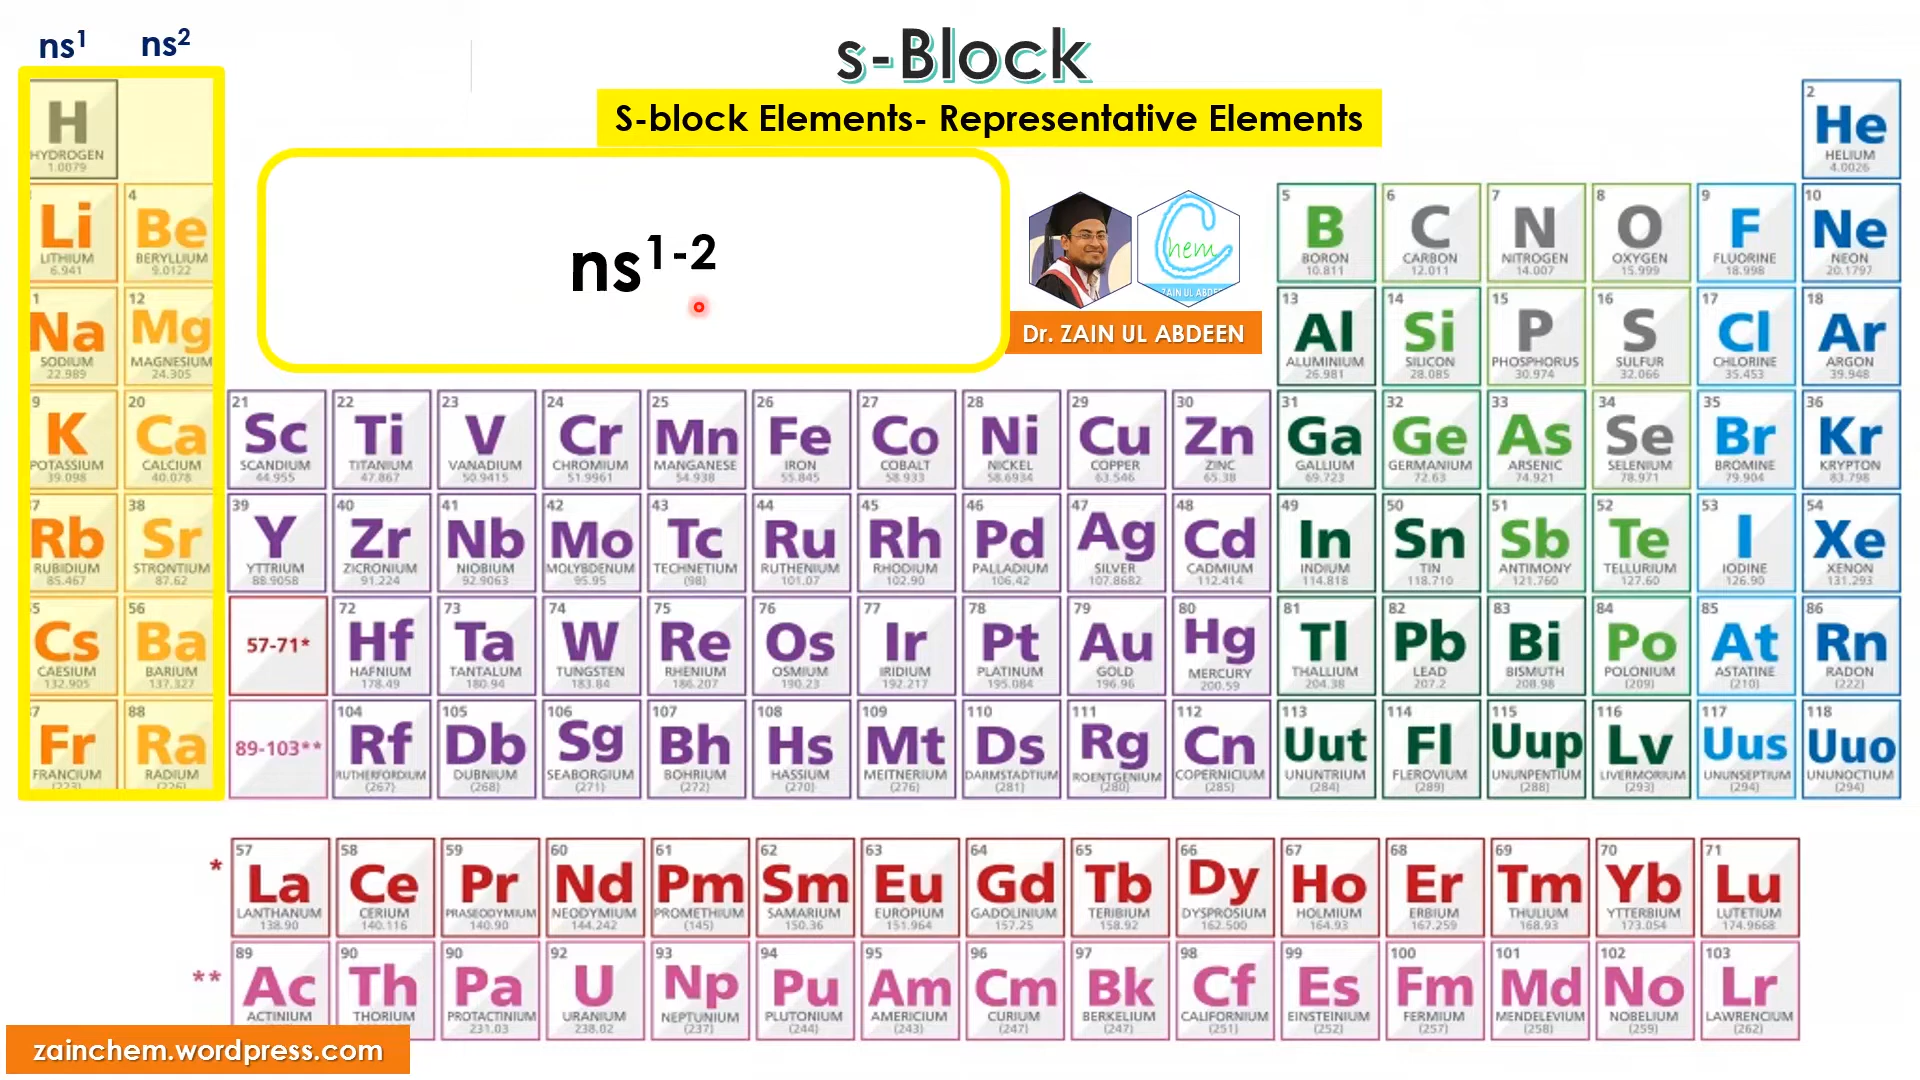 ns¹ ns²
s-Block
S-block Elements- Representative Elements
ns¹⁻²
Dr. ZAIN UL ABDEEN
Chem
ZAIN UL ABDE
H 2 He
HYDROGEN HELIUM
1.0079 4.0026
4 5 6 7 8 9 10
Li Be B C N O F Ne
LITHIUM BERYLLIUM BORON CARBON NITROGEN OXYGEN FLUORINE NEON
6.941 9.0122 10.811 12.011 14.007 15.999 18.998 20.1797
1 12 13 14 15 16 17 18
Na Mg Al Si P S Cl Ar
SODIUM MAGNESIUM ALUMINIUM SILICON PHOSPHORUS SULFUR CHLORINE ARGON
22.989 24.305 26.981 28.085 30.974 32.066 35.453 39.948
9 20 21 22 23 24 25 26 27 28 29 30 31 32 33 34 35 36
K Ca Sc Ti V Cr Mn Fe Co Ni Cu Zn Ga Ge As Se Br Kr
POTASSIUM CALCIUM SCANDIUM TITANIUM VANADIUM CHROMIUM MANGANESE IRON COBALT NICKEL COPPER ZINC GALLIUM GERMANIUM ARSENIC SELENIUM BROMINE KRYPTON
39.098 40.078 44.955 47.867 50.9415 51.9961 54.938 55.845 58.933 58.6934 63.546 65.38 69.723 72.63 74.921 78.971 79.904 83.798
7 38 39 40 41 42 43 44 45 46 47 48 49 50 51 52 53 54
Rb Sr Y Zr Nb Mo Tc Ru Rh Pd Ag Cd In Sn Sb Te I Xe
RUBIDIUM STRONTIUM YTTRIUM ZICRONIUM NIOBIUM MOLYBDENUM TECHNETIUM RUTHENIUM RHODIUM PALLADIUM SILVER CADMIUM INDIUM TIN ANTIMONY TELLURIUM IODINE XENON
85.467 87.62 88.9058 91.224 92.9063 95.95 (98) 101.07 102.90 106.42 107.8682 112.414 114.818 118.710 121.760 127.60 126.90 131.293
5 56 57-71* 72 73 74 75 76 77 78 79 80 81 82 83 84 85 86
Cs Ba Hf Ta W Re Os Ir Pt Au Hg Tl Pb Bi Po At Rn
CAESIUM BARIUM HAFNIUM TANTALUM TUNGSTEN RHENIUM OSMIUM IRIDIUM PLATINUM GOLD MERCURY THALLIUM LEAD BISMUTH POLONIUM ASTATINE RADON
132.905 137.327 178.49 180.94 183.84 186.207 190.23 192.217 195.084 196.96 200.59 204.38 207.2 208.98 (209) (210) (222)
7 88 89-103** 104 105 106 107 108 109 110 111 112 113 114 115 116 117 118
Fr Ra Rf Db Sg Bh Hs Mt Ds Rg Cn Uut Fl Uup Lv Uus Uuo
FRANCIUM RADIUM RUTHERFORDIUM DUBNIUM SEABORGIUM BOHRIUM HASSIUM MEITNERIUM DARMSTADTIUM ROENTGENIUM COPERNICIUM UNUNTRIUM FLEROVIUM UNUNPENTIUM LIVERMORIUM UNUNSEPTIUM UNUNOCTIUM
(223) (226) (267) (268) (271) (272) (270) (276) (281) (280) (285) (284) (289) (288) (293) (294) (294)
* 57 58 59 60 61 62 63 64 65 66 67 68 69 70 71
La Ce Pr Nd Pm Sm Eu Gd Tb Dy Ho Er Tm Yb Lu
LANTHANUM CERIUM PRASEODYMIUM NEODYMIUM PROMETHIUM SAMARIUM EUROPIUM GADOLINIUM TERIBIUM DYSPROSIUM HOLMIUM ERBIUM THULIUM YTTERBIUM LUTETIUM
138.90 140.116 140.90 144.242 (145) 150.36 151.964 157.25 158.92 162.500 164.93 167.259 168.93 173.054 174.9668
** 89 90 90 92 93 94 95 96 97 98 99 100 101 102 103
Ac Th Pa U Np Pu Am Cm Bk Cf Es Fm Md No Lr
ACTINIUM THORIUM PROTACTINIUM URANIUM NEPTUNIUM PLUTONIUM AMERICIUM CURIUM BERKELIUM CALIFORNIUM EINSTEINIUM FERMIUM MENDELEVIUM NOBELIUM LAWRENCIUM
231.03 238.02 (237) (244) (243) (247) (247) (251) (252) (257) (258) (259) (262)
zainchem.wordpress.com